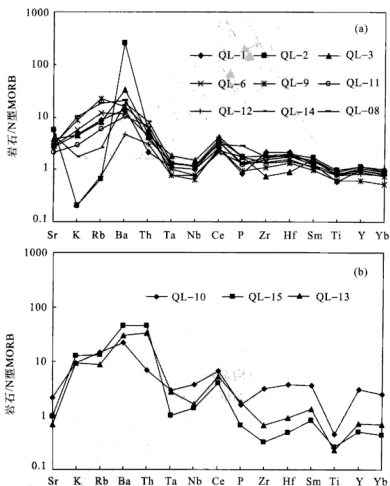 (a)
1000
100
10
1
0.1
岩石/N型MORB
QL-1 QL-2 QL-3
QL-6 QL-9 QL-11
QL-12 QL-14 QL-08
Sr K Rb Ba Th Ta Nb Ce P Zr Hf Sm Ti Y Yb
(b)
1000
100
10
1
0.1
岩石/N型MORB
QL-10 QL-15 QL-13
Sr K Rb Ba Th Ta Nb Ce P Zr Hf Sm Ti Y Yb